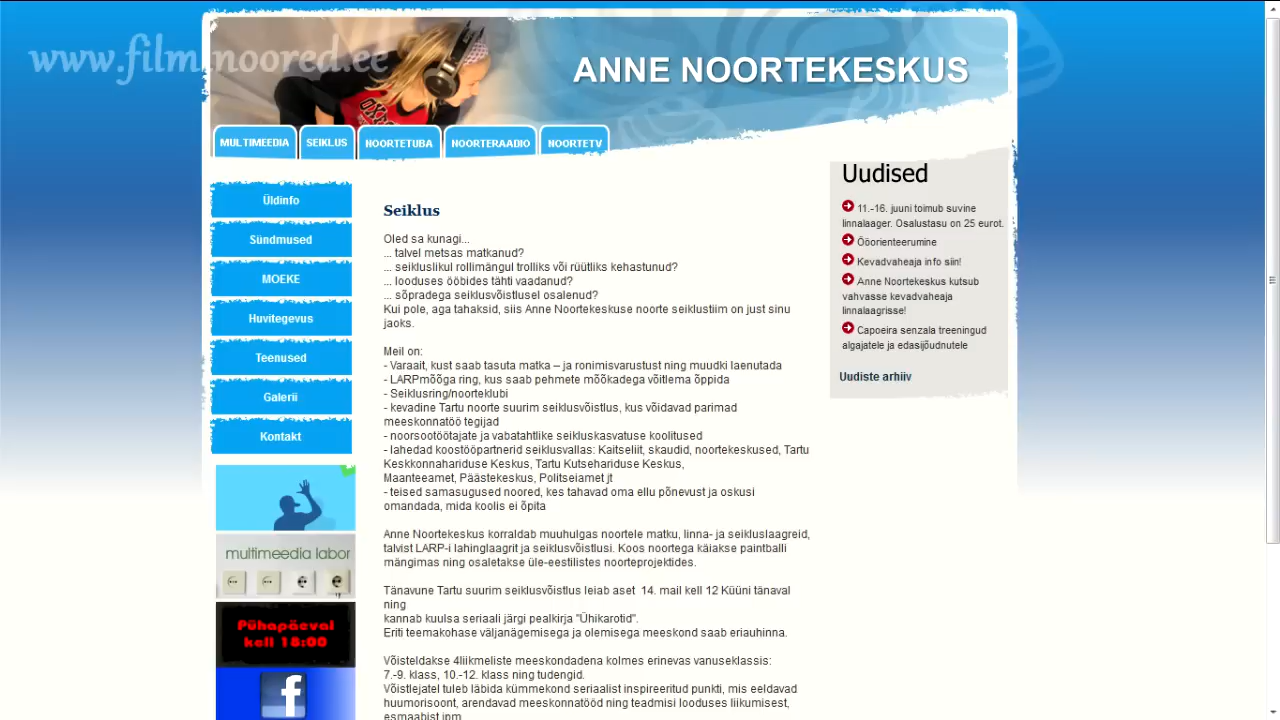 www.film.noored.ee
ANNE NOORTEKESKUS
MULTIMEEDIA
SEIKLUS
NOORTETUBA
NOORTERAADIO
NOORTETV
Üldinfo
Sündmused
MOEKE
Huvitegevus
Teenused
Galerii
Kontakt
multimeedia labor
Pühapäeval
kell 18:00
f
Seiklus
Oled sa kunagi...
... talvel metsas matkanud?
... seikluslikul rollimängul trolliks või rüütliks kehastunud?
... looduses ööbides tähti vaadanud?
... sõpradega seiklusvõistlusel osalenud?
Kui pole, aga tahaksid, siis Anne Noortekeskuse noorte seiklustiim on just sinu
jaoks.
Meil on:
- Varaait, kust saab tasuta matka – ja ronimisvarustust ning muudki laenutada
- LARPmõõga ring, kus saab pehmete mõõkadega võitlema õppida
- Seiklusring/noorteklubi
- kevadine Tartu noorte suurim seiklusvõistlus, kus võidavad parimad
meeskonnatöö tegijad
- noorsootöötajate ja vabatahtlike seikluskasvatuse koolitused
- lahedad koostööpartnerid seiklusvallas: Kaitseliit, skaudid, noortekeskused, Tartu
Keskkonnahariduse Keskus, Tartu Kutsehariduse Keskus,
Maanteeamet, Päästekeskus, Politseiamet jt
- teised samasugused noored, kes tahavad oma ellu põnevust ja oskusi
omandada, mida koolis ei õpita
Anne Noortekeskus korraldab muuhulgas noortele matku, linna- ja seikluslaagreid,
talvist LARP-i lahinglaagrit ja seiklusvõistlusi. Koos noortega käiakse paintballi
mängimas ning osaletakse üle-eestilistes noorteprojektides.
Tänavune Tartu suurim seiklusvõistlus leiab aset 14. mail kell 12 Küüni tänaval
ning
kannab kuulsa seriaali järgi pealkirja "Ühikarotid".
Eriti teemakohase väljanägemisega ja olemisega meeskond saab eriauhinna.
Võisteldakse 4liikmeliste meeskondadena kolmes erinevas vanuseklassis:
7.-9. klass, 10.-12. klass ning tudengid.
Võistlejatel tuleb läbida kümmekond seriaalist inspireeritud punkti, mis eeldavad
huumorisoont, arendavad meeskonnatööd ning teadmisi looduses liikumisest,
esmaabist jpm
Uudised
11.-16. juuni toimub suvine
linnalaager. Osalustasu on 25 eurot.
Ööorienteerumine
Kevadvaheaja info siin!
Anne Noortekeskus kutsub
vahvasse kevadvaheaja
linnalaagrisse!
Capoeira senzala treeningud
algajatele ja edasijõudnutele
Uudiste arhiiv